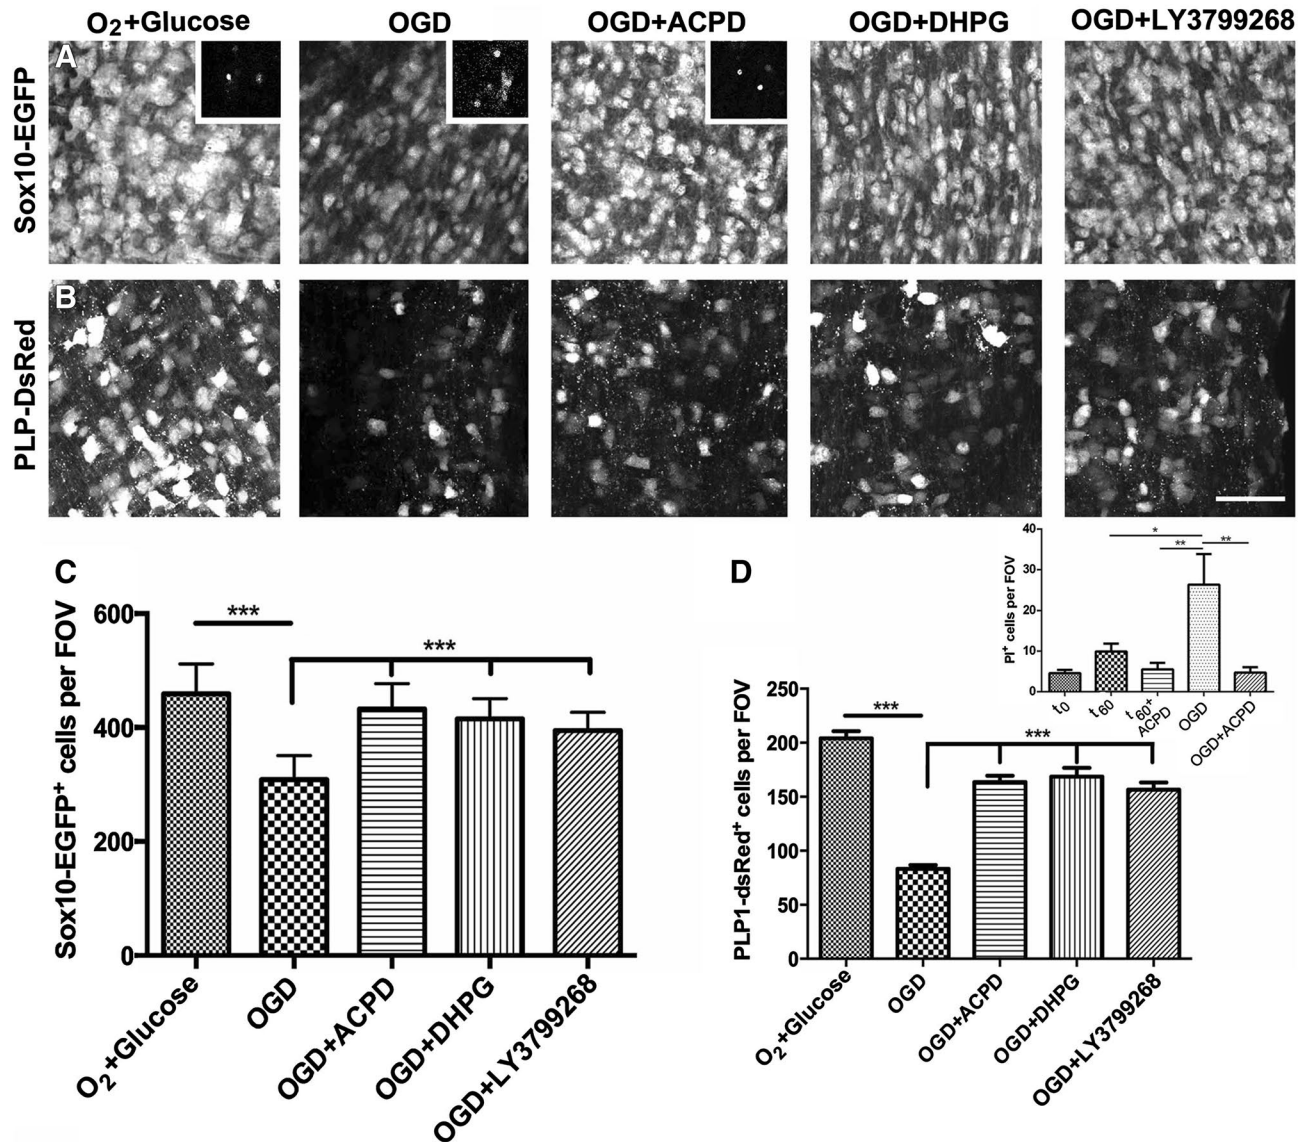 O2+Glucose OGD OGD+ACPD OGD+DHPG OGD+LY3799268
A
Sox10-EGFP
B
PLP-DsRed
C
Sox10-EGFP+ cells per FOV
600
400
200
0
***
***
O2+Glucose
OGD
OGD+ACPD
OGD+DHPG
OGD+LY3799268
D
PLP1-dsRed+ cells per FOV
250
200
150
100
50
0
***
***
O2+Glucose
OGD
OGD+ACPD
OGD+DHPG
OGD+LY3799268
PI+ cells per FOV
40
30
20
10
0
*
**
**
t0
t60
t60+
ACPD
OGD
OGD+ACPD